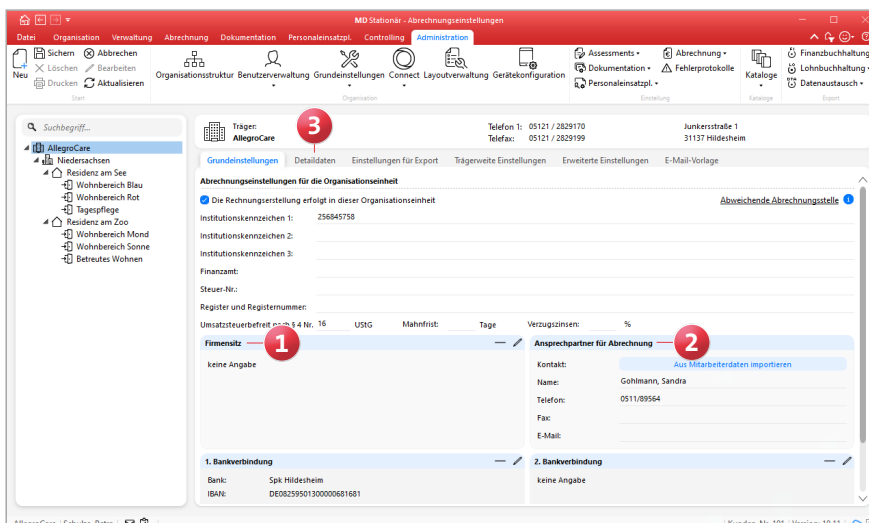 MD Stationär - Abrechnungseinstellungen
Datei Organisation Verwaltung Abrechnung Dokumentation Personaleinsatzpl. Controlling Administration
Neu
Sichern Abbrechen
Löschen Bearbeiten
Drucken Aktualisieren
Start
Organisationsstruktur Benutzerverwaltung Grundeinstellungen Connect Layoutverwaltung Gerätekonfiguration
Organisation
Assessments Abrechnung
Dokumentation Fehlerprotokolle
Personaleinsatzpl.
Einstellung
Kataloge
Kataloge
Finanzbuchhaltung
Lohnbuchhaltung
Datenaustausch
Export
Suchbegriff...
AllegroCare
Niedersachsen
Residenz am See
Wohnbereich Blau
Wohnbereich Rot
Tagespflege
Residenz am Zoo
Wohnbereich Mond
Wohnbereich Sonne
Betreutes Wohnen
Träger:
AllegroCare
3
Telefon 1: 05121 / 2829170
Telefax: 05121 / 2829199
Junkersstraße 1
31137 Hildesheim
Grundeinstellungen Detaildaten Einstellungen für Export Trägerweite Einstellungen Erweiterte Einstellungen E-Mail-Vorlage
Abrechnungseinstellungen für die Organisationseinheit
Die Rechnungserstellung erfolgt in dieser Organisationseinheit Abweichende Abrechnungsstelle
Institutionskennzeichen 1: 256845758
Institutionskennzeichen 2:
Institutionskennzeichen 3:
Finanzamt:
Steuer-Nr.:
Register und Registernummer:
Umsatzsteuerbefreit nach § 4 Nr. 16 UStG Mahnfrist: Tage Verzugszinsen: %
Firmensitz 1
keine Angabe
Ansprechpartner für Abrechnung 2
Kontakt: Aus Mitarbeiterdaten importieren
Name: Gohlmann, Sandra
Telefon: 0511/89564
Fax:
E-Mail:
1. Bankverbindung
Bank: Spk Hildesheim
IBAN: DE08259501300000681681
2. Bankverbindung
keine Angabe